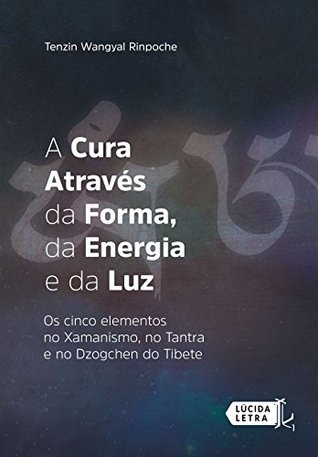 Tenzin Wangyal Rinpoche
A Cura
Através
da Forma,
da Energia
e da Luz
Os cinco elementos
no Xamanismo, no Tantra
e no Dzogchen do Tibete
LÚCIDA
LETRA